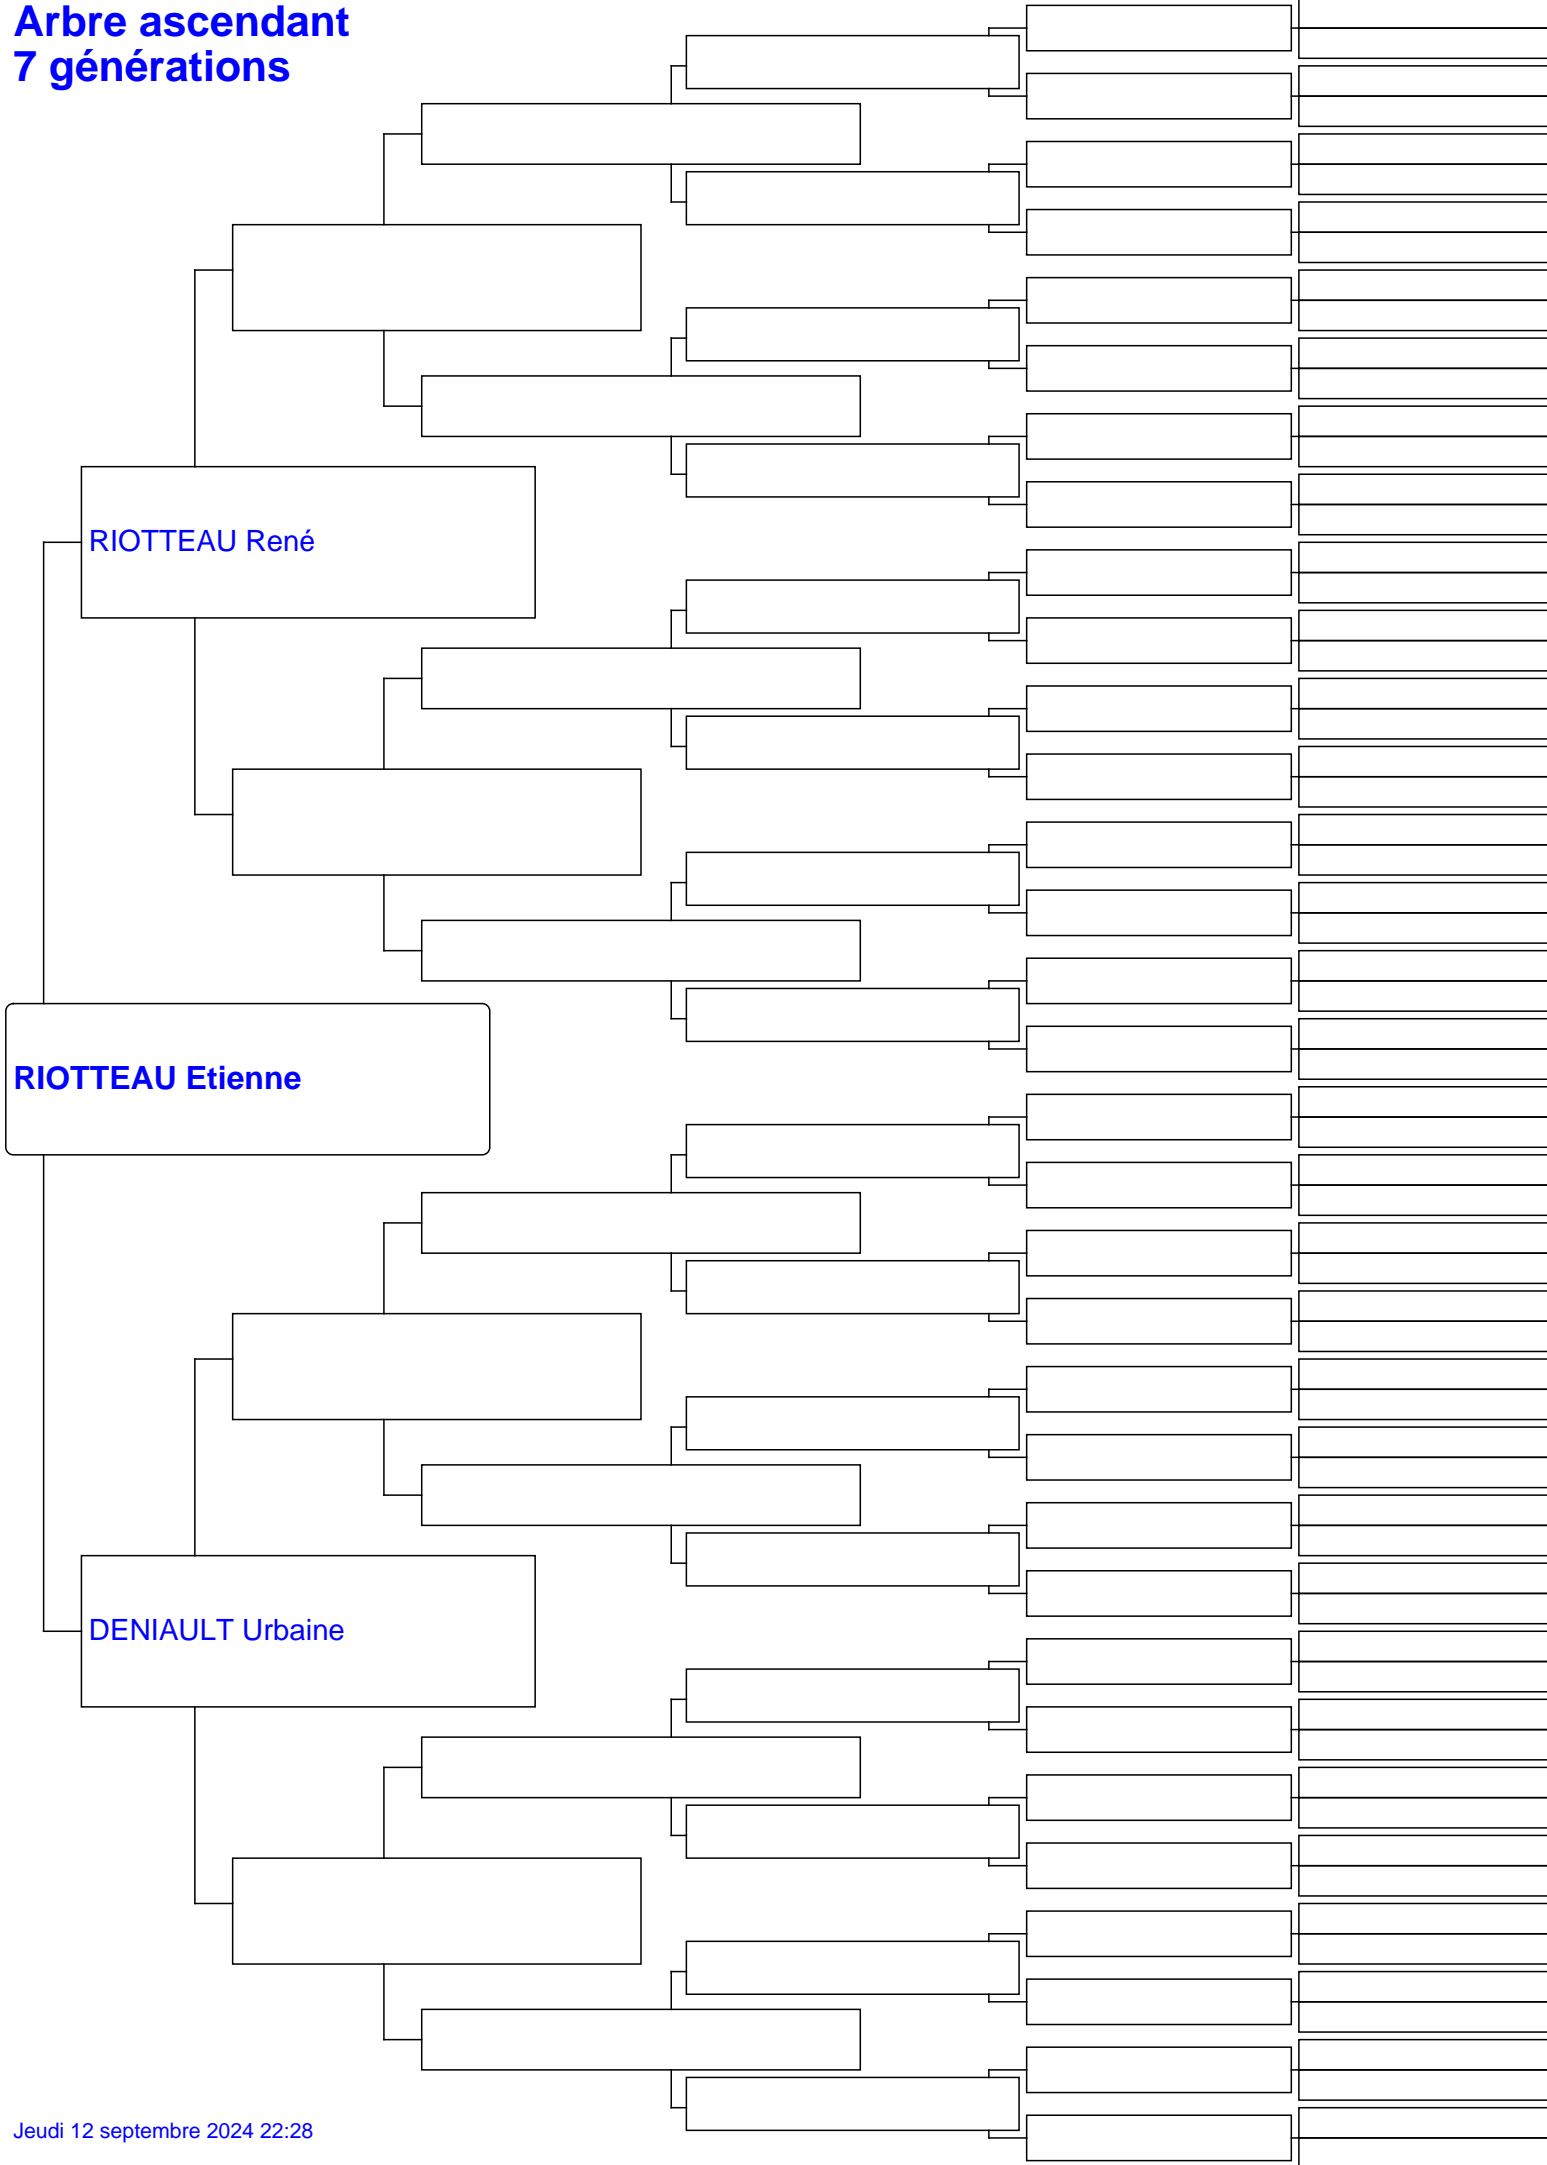 Arbre ascendant
7 générations
RIOTTEAU René
RIOTTEAU Etienne
DENIAULT Urbaine
Jeudi 12 septembre 2024 22:28